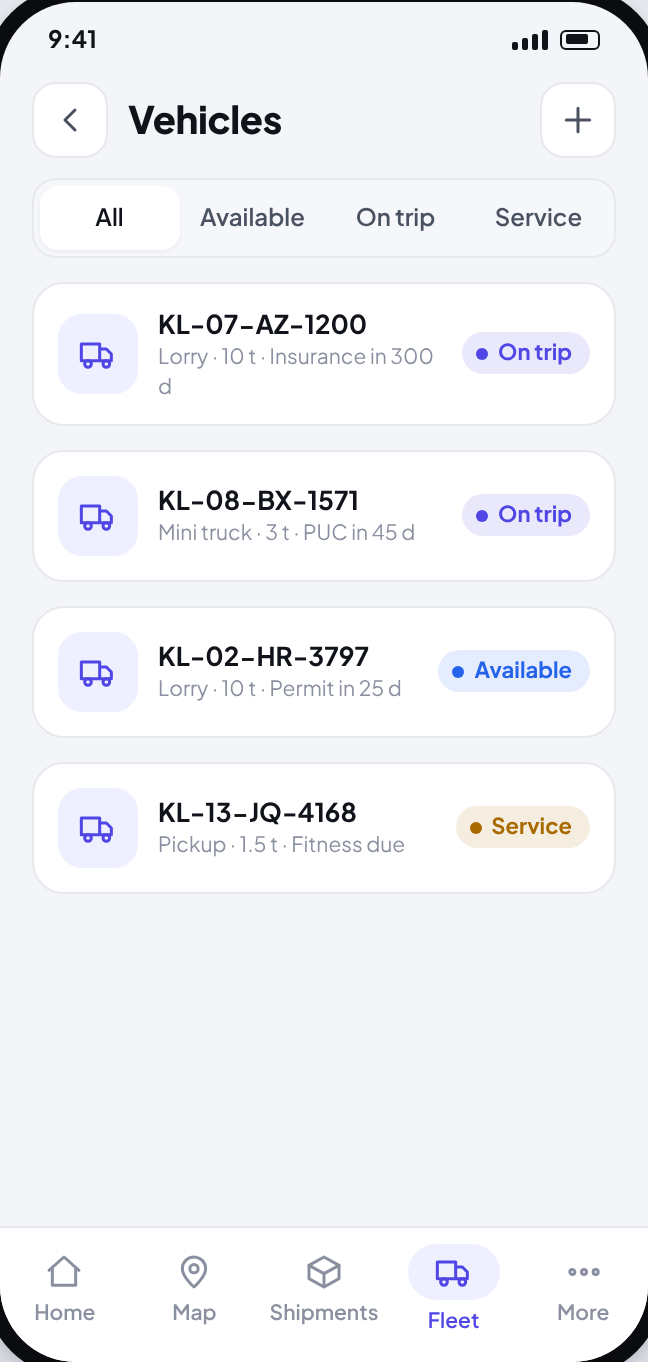 9:41
Vehicles
All Available On trip Service
KL-07-AZ-1200
Lorry · 10 t · Insurance in 300
d
On trip
KL-08-BX-1571
Mini truck · 3 t · PUC in 45 d
On trip
KL-02-HR-3797
Lorry · 10 t · Permit in 25 d
Available
KL-13-JQ-4168
Pickup · 1.5 t · Fitness due
Service
Home Map Shipments Fleet More